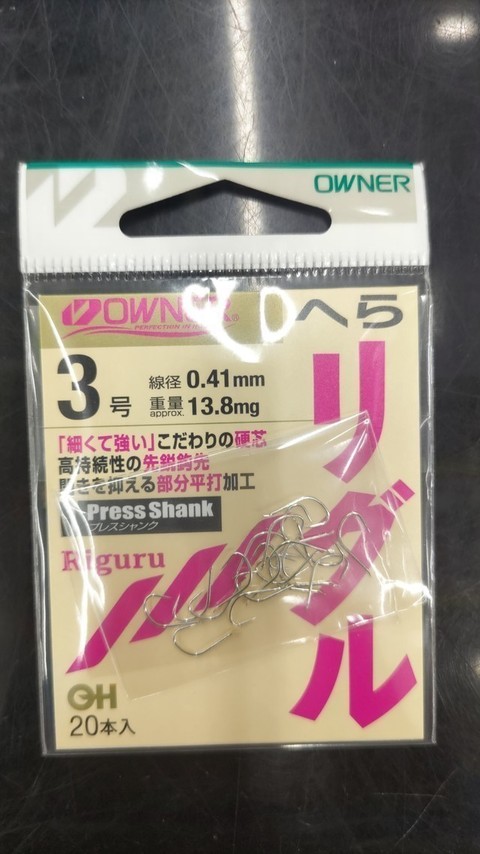 OWNER
OWNER
PERFECTION IN
へら
リグル
3号
線径 0.41mm
重量 13.8mg
approx.
「細くて強い」こだわりの硬芯
高持続性の先鋭鈎先
開きを抑える部分平打加工
Press Shank
プレスシャンク
Riguru
20本入